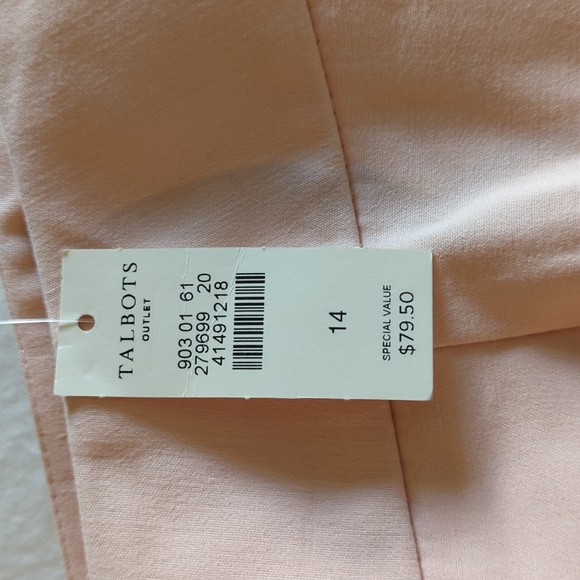 TALBOTS
OUTLET
903 01 61
279699 20
41491218
14
SPECIAL VALUE
$79.50